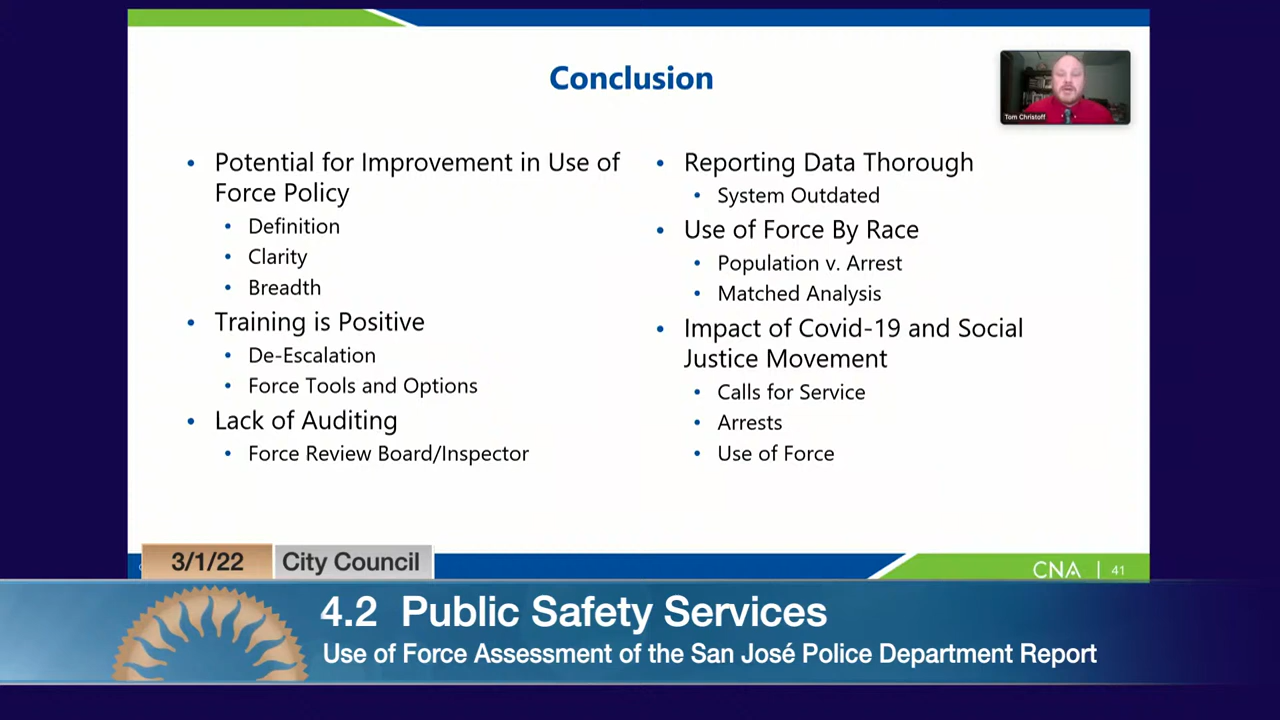 Conclusion
Tom Christoff
• Potential for Improvement in Use of
Force Policy
• Definition
• Clarity
• Breadth
• Training is Positive
• De-Escalation
• Force Tools and Options
• Lack of Auditing
• Force Review Board/Inspector
• Reporting Data Thorough
• System Outdated
• Use of Force By Race
• Population v. Arrest
• Matched Analysis
• Impact of Covid-19 and Social
Justice Movement
• Calls for Service
• Arrests
• Use of Force
3/1/22 City Council
CNA | 41
4.2 Public Safety Services
Use of Force Assessment of the San José Police Department Report